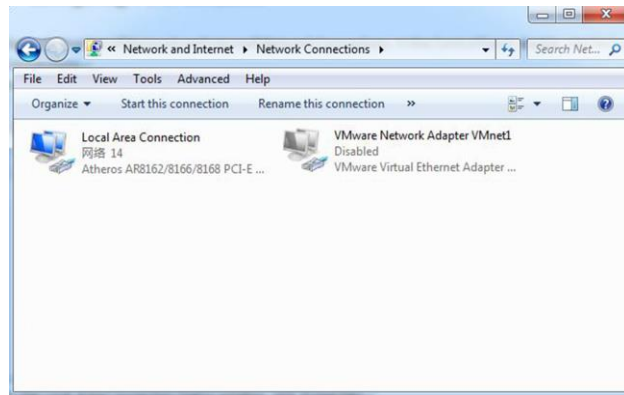 « Network and Internet ▸ Network Connections ▸
Search Net...
File Edit View Tools Advanced Help
Organize Start this connection Rename this connection »
Local Area Connection
网络 14
Atheros AR8162/8166/8168 PCI-E ...
VMware Network Adapter VMnet1
Disabled
VMware Virtual Ethernet Adapter ...